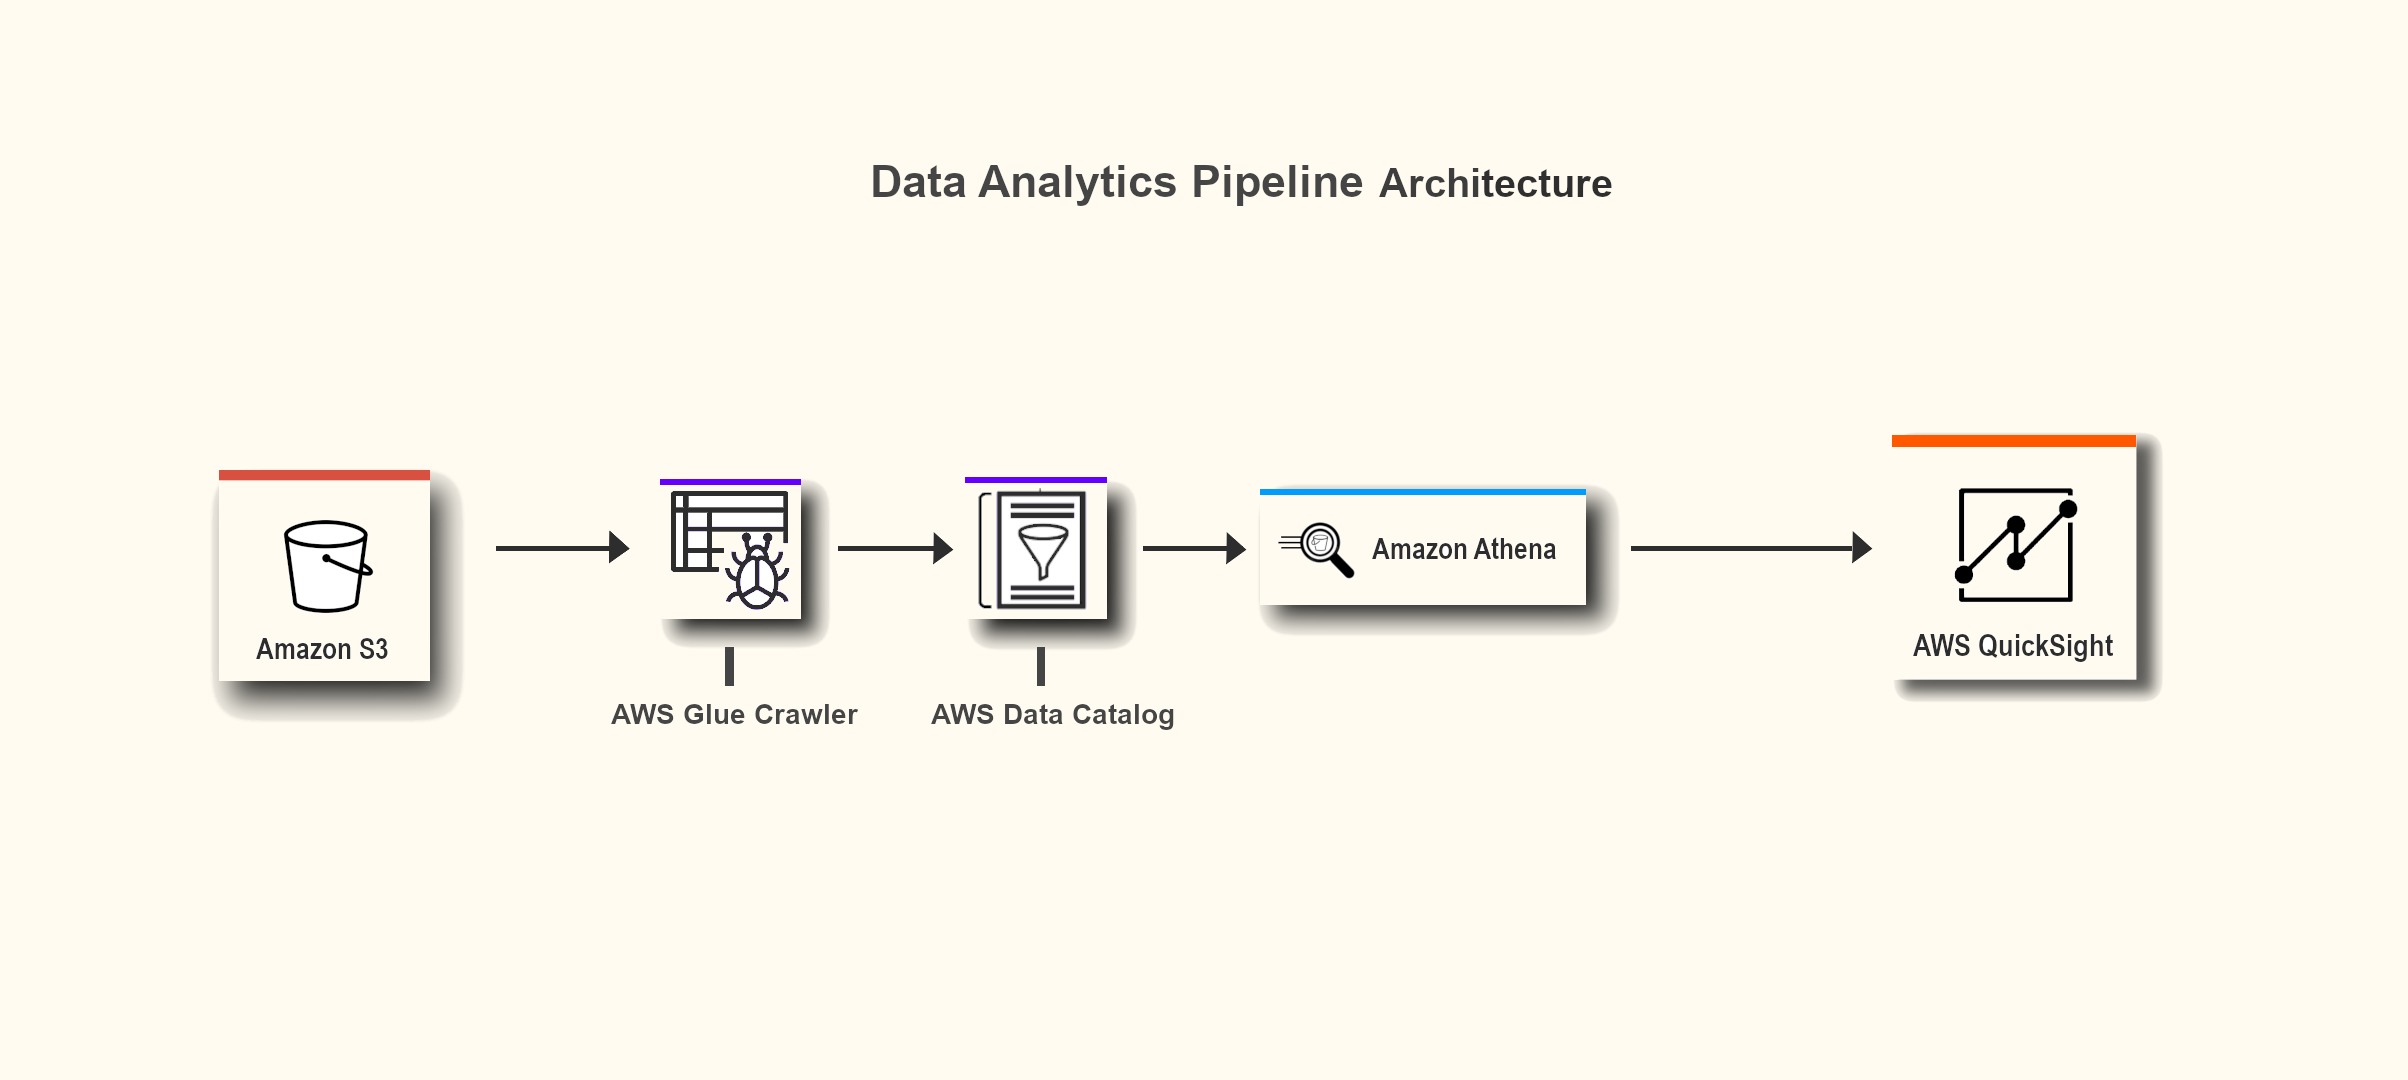 Data Analytics Pipeline Architecture
Amazon S3
AWS Glue Crawler
AWS Data Catalog
Amazon Athena
AWS QuickSight